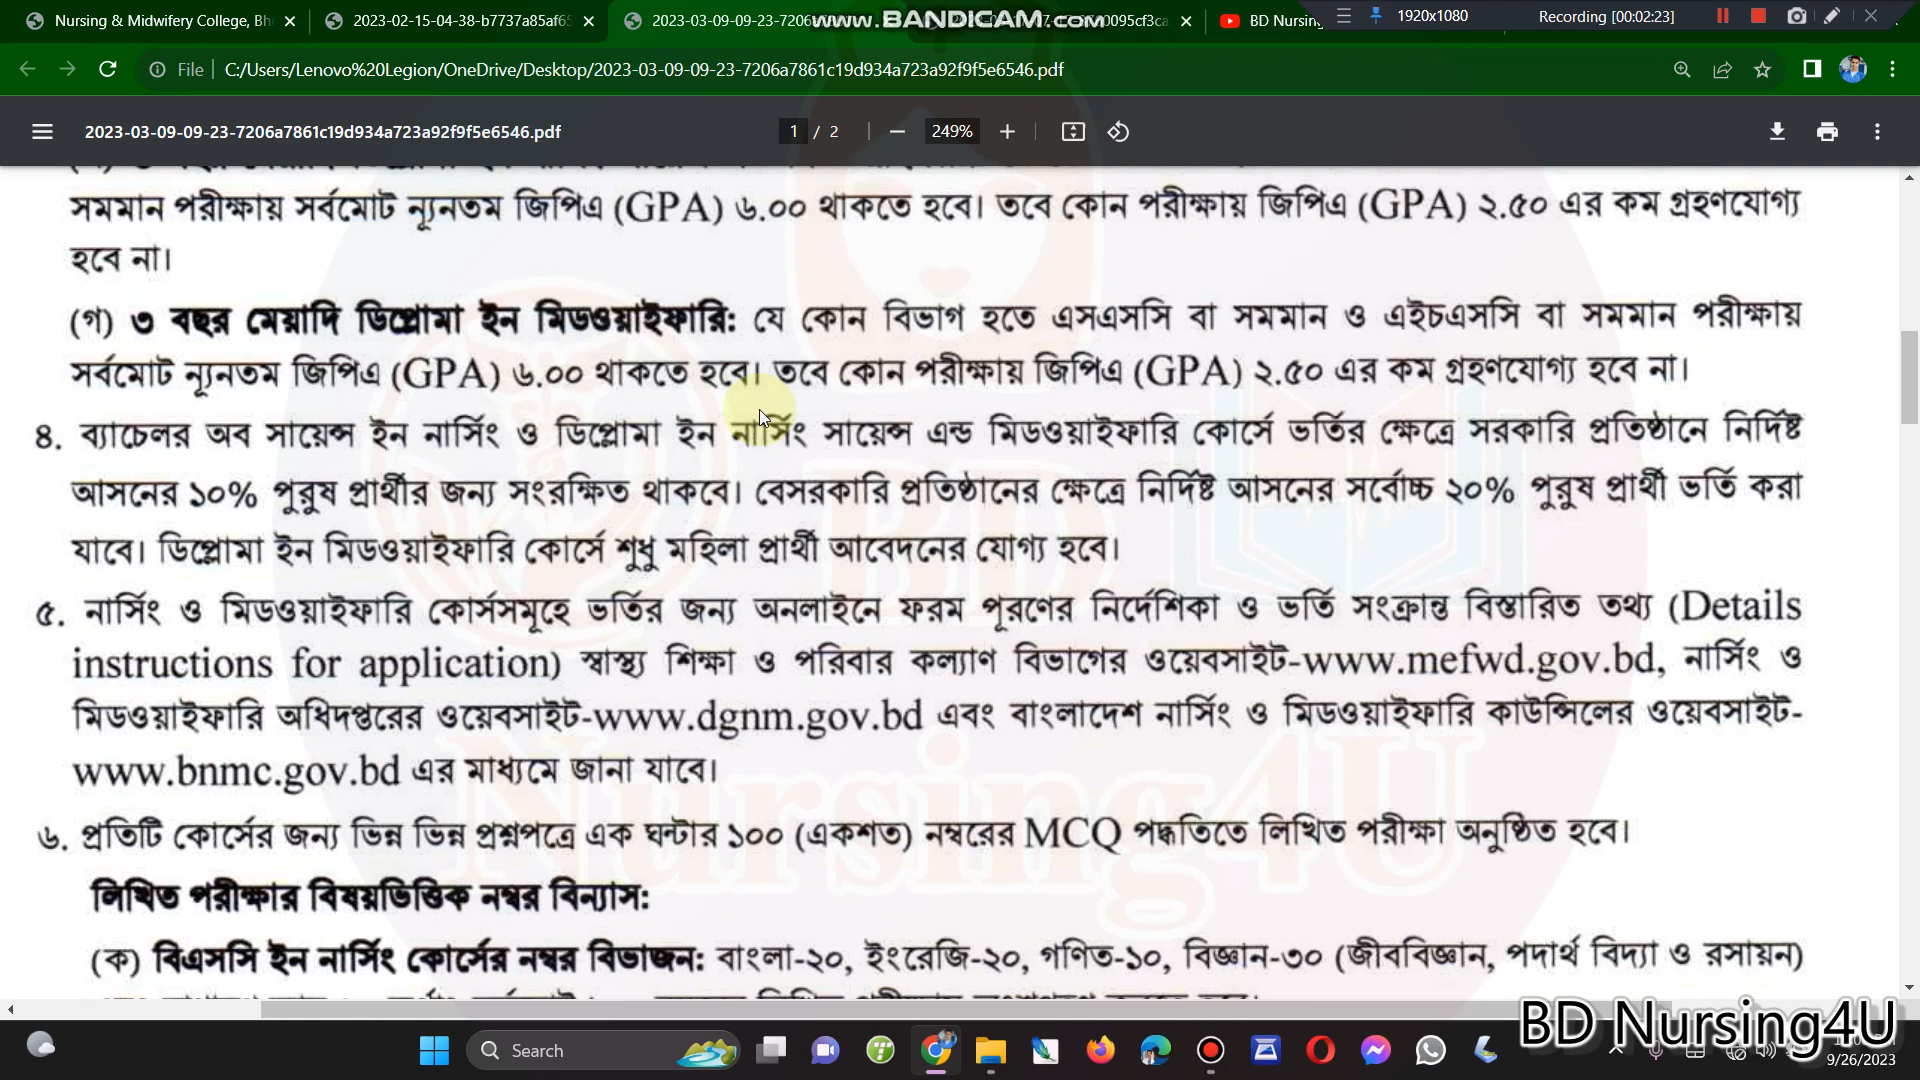 Nursing & Midwifery College, Bh
2023-02-15-04-38-b7737a85af65
2023-03-09-09-23-7206
www.BANDICAM.com
0095cf3ca
BD Nursing
1920x1080
Recording [00:02:23]
File
C:/Users/Lenovo%20Legion/OneDrive/Desktop/2023-03-09-09-23-7206a7861c19d934a723a92f9f5e6546.pdf
2023-03-09-09-23-7206a7861c19d934a723a92f9f5e6546.pdf
1 / 2
249%
সমমান পরীক্ষায় সর্বমোট ন্যূনতম জিপিএ (GPA) ৬.০০ থাকতে হবে। তবে কোন পরীক্ষায় জিপিএ (GPA) ২.৫০ এর কম গ্রহণযোগ্য
হবে না।
(গ) ৩ বছর মেয়াদি ডিপ্লোমা ইন মিডওয়াইফারি: যে কোন বিভাগ হতে এসএসসি বা সমমান ও এইচএসসি বা সমমান পরীক্ষায়
সর্বমোট ন্যূনতম জিপিএ (GPA) ৬.০০ থাকতে হবে। তবে কোন পরীক্ষায় জিপিএ (GPA) ২.৫০ এর কম গ্রহণযোগ্য হবে না।
৪. ব্যাচেলর অব সায়েন্স ইন নার্সিং ও ডিপ্লোমা ইন নার্সিং সায়েন্স এন্ড মিডওয়াইফারি কোর্সে ভর্তির ক্ষেত্রে সরকারি প্রতিষ্ঠানে নির্দিষ্ট
আসনের ১০% পুরুষ প্রার্থীর জন্য সংরক্ষিত থাকবে। বেসরকারি প্রতিষ্ঠানের ক্ষেত্রে নির্দিষ্ট আসনের সর্বোচ্চ ২০% পুরুষ প্রার্থী ভর্তি করা
যাবে। ডিপ্লোমা ইন মিডওয়াইফারি কোর্সে শুধু মহিলা প্রার্থী আবেদনের যোগ্য হবে।
৫. নার্সিং ও মিডওয়াইফারি কোর্সসমূহে ভর্তির জন্য অনলাইনে ফরম পূরণের নির্দেশিকা ও ভর্তি সংক্রান্ত বিস্তারিত তথ্য (Details
instructions for application) স্বাস্থ্য শিক্ষা ও পরিবার কল্যাণ বিভাগের ওয়েবসাইট-www.mefwd.gov.bd, নার্সিং ও
মিডওয়াইফারি অধিদপ্তরের ওয়েবসাইট-www.dgnm.gov.bd এবং বাংলাদেশ নার্সিং ও মিডওয়াইফারি কাউন্সিলের ওয়েবসাইট-
www.bnmc.gov.bd এর মাধ্যমে জানা যাবে।
৬. প্রতিটি কোর্সের জন্য ভিন্ন ভিন্ন প্রশ্নপত্রে এক ঘন্টার ১০০ (একশত) নম্বরের MCQ পদ্ধতিতে লিখিত পরীক্ষা অনুষ্ঠিত হবে।
লিখিত পরীক্ষার বিষয়ভিত্তিক নম্বর বিন্যাস:
(ক) বিএসসি ইন নার্সিং কোর্সের নম্বর বিভাজন: বাংলা-২০, ইংরেজি-২০, গণিত-১০, বিজ্ঞান-৩০ (জীববিজ্ঞান, পদার্থ বিদ্যা ও রসায়ন)
BD
Nursing4U
BD Nursing4U
Search
9/26/2023